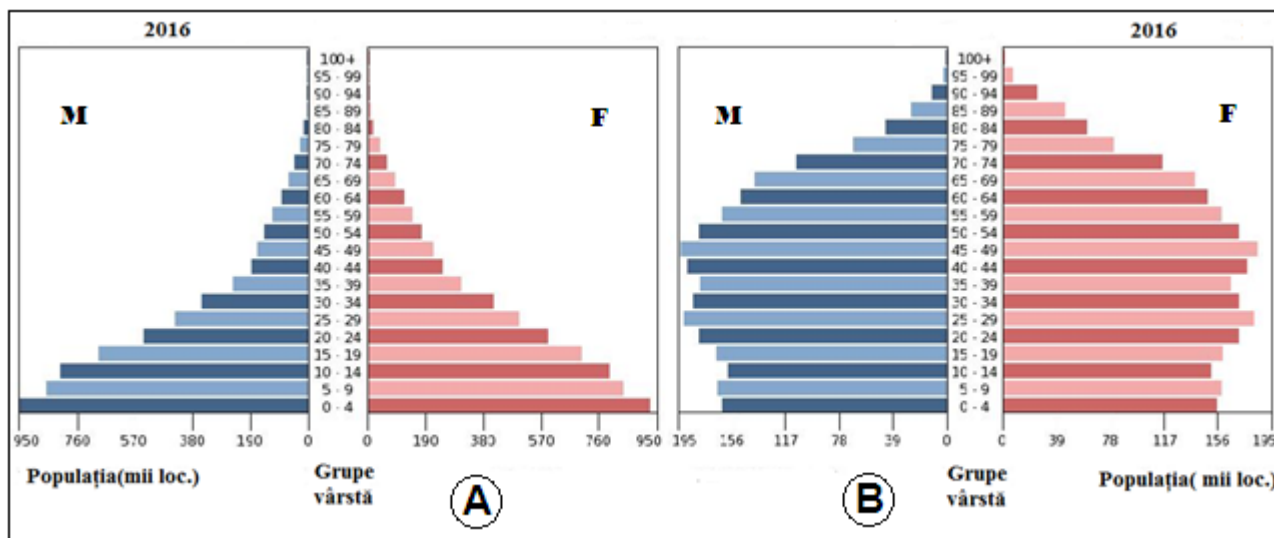 2016 2016
100+ 100+
95 - 99 95 - 99
90 - 94 90 - 94
M 85 - 89 F M 85 - 89 F
80 - 84 80 - 84
75 - 79 75 - 79
70 - 74 70 - 74
65 - 69 65 - 69
60 - 64 60 - 64
55 - 59 55 - 59
50 - 54 50 - 54
45 - 49 45 - 49
40 - 44 40 - 44
35 - 39 35 - 39
30 - 34 30 - 34
25 - 29 25 - 29
20 - 24 20 - 24
15 - 19 15 - 19
10 - 14 10 - 14
5 - 9 5 - 9
0 - 4 0 - 4
950 760 570 380 190 0 0 190 380 570 760 950 195 156 117 78 39 0 0 39 78 117 156 195
Populația(mii loc.) Grupe vârstă A B Grupe vârstă Populația( mii loc.)